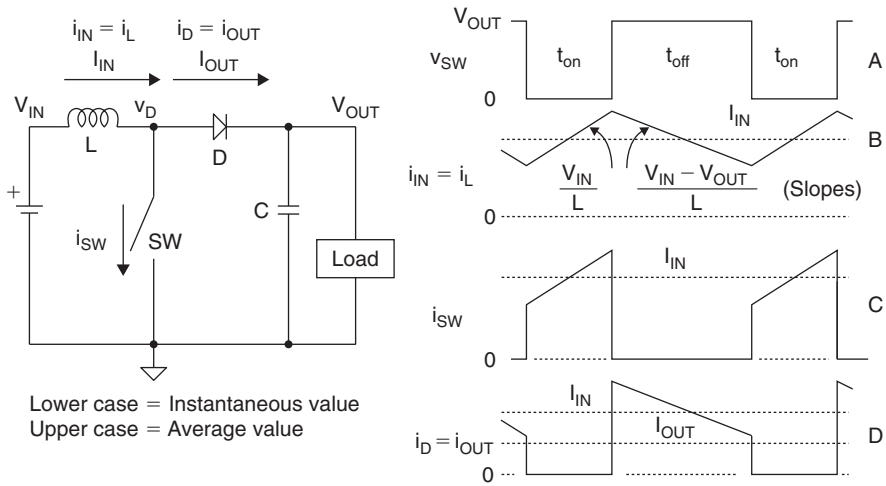 i_IN = i_L
I_IN
i_D = i_OUT
I_OUT
V_IN
L
v_D
D
V_OUT
+
i_SW
SW
C
Load
Lower case = Instantaneous value
Upper case = Average value
V_OUT
v_SW
0
t_on
t_off
t_on
A
I_IN
B
i_IN = i_L
V_IN
L
V_IN − V_OUT
L
(Slopes)
0
I_IN
C
i_SW
0
I_IN
I_OUT
D
i_D = i_OUT
0